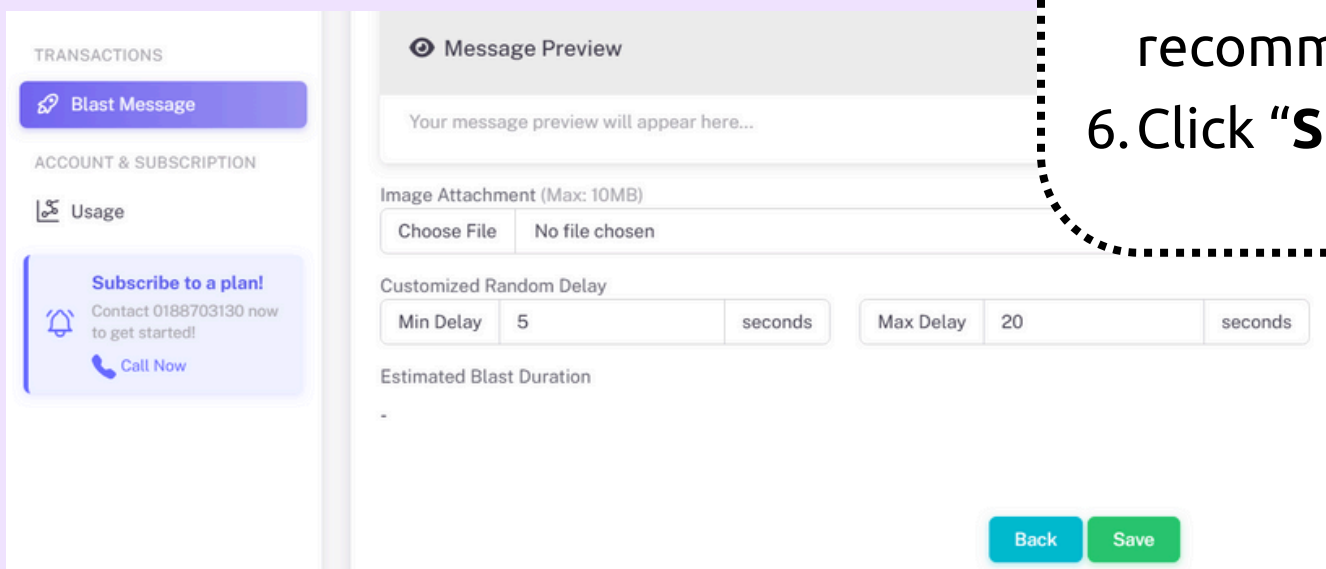 TRANSACTIONS
Blast Message
ACCOUNT & SUBSCRIPTION
Usage
Subscribe to a plan!
Contact 0188703130 now
to get started!
Call Now
Message Preview
Your message preview will appear here...
Image Attachment (Max: 10MB)
Choose File No file chosen
Customized Random Delay
Min Delay 5 seconds Max Delay 20 seconds
Estimated Blast Duration
-
Back Save
6. Click “